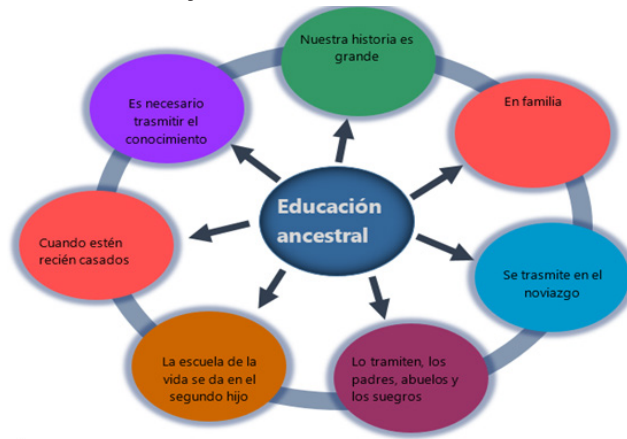 Nuestra historia es
grande
Es necesario
trasmitir el
conocimiento
En familia
Educación
ancestral
Cuando estén
recién casados
Se trasmite en el
noviazgo
La escuela de la
vida se da en el
segundo hijo
Lo tramiten, los
padres, abuelos y
los suegros